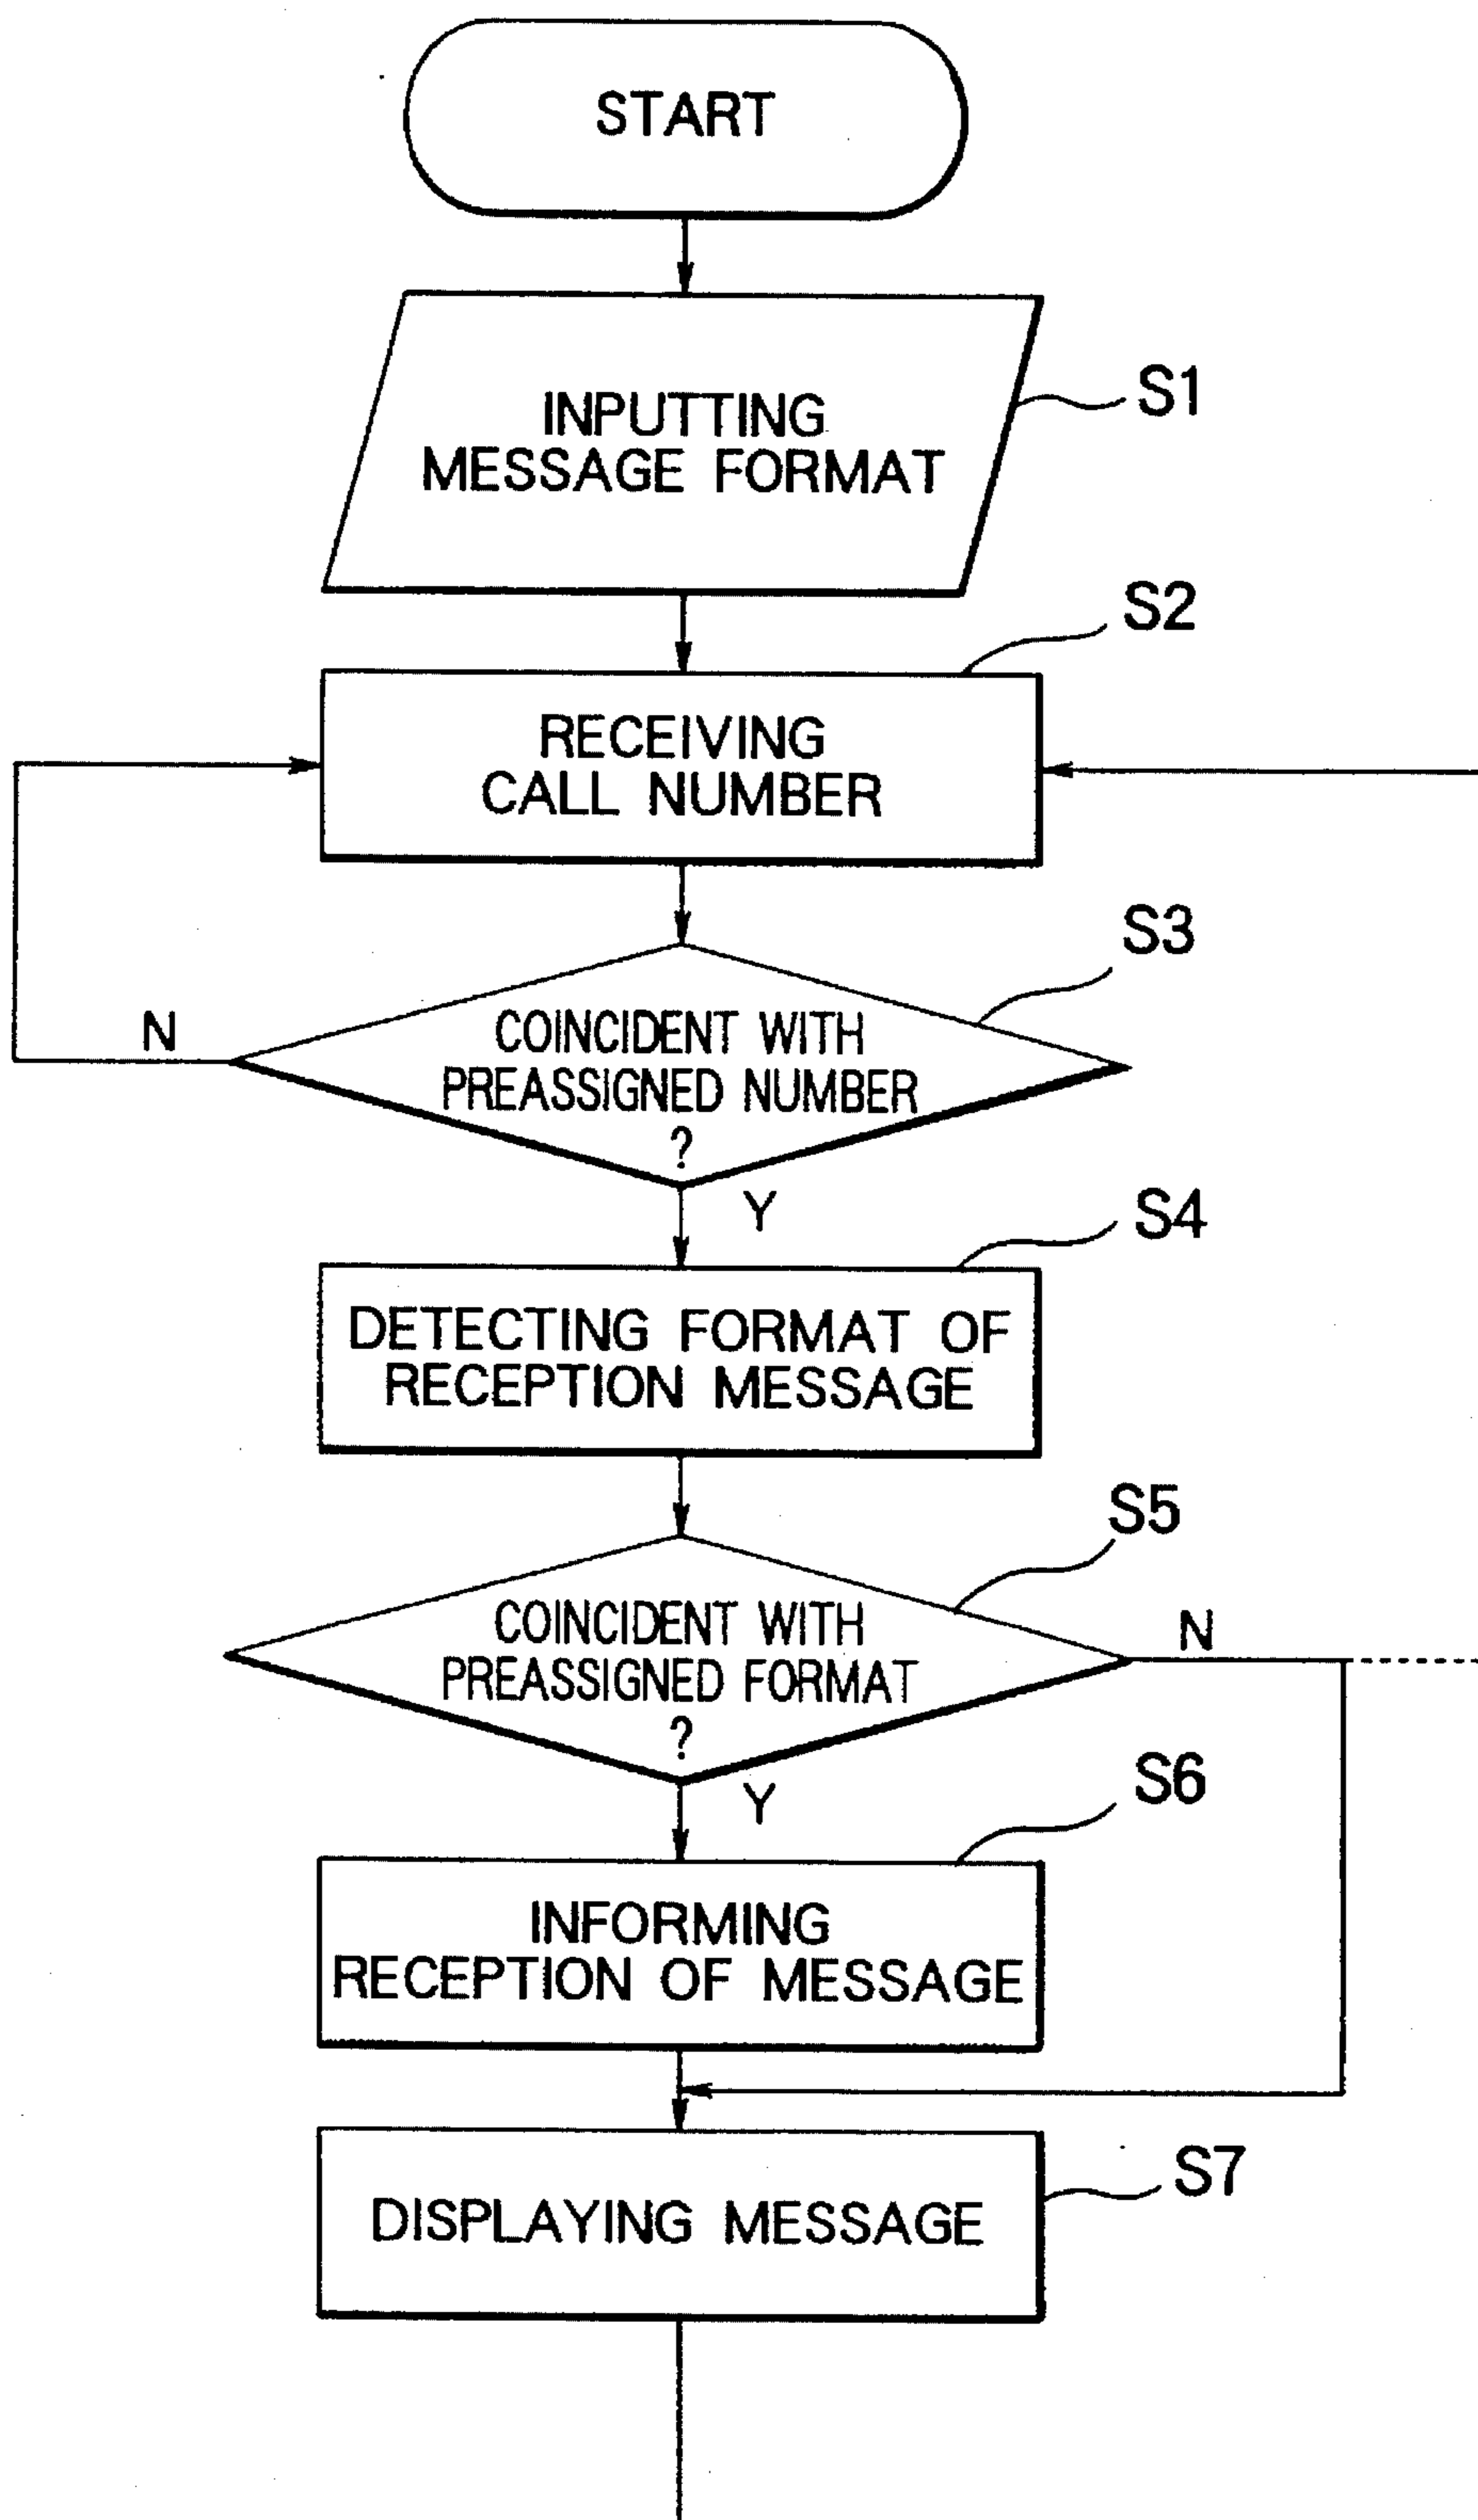 START
INPUTTING
MESSAGE FORMAT
S1
S2
RECEIVING
CALL NUMBER
S3
COINCIDENT WITH
PREASSIGNED NUMBER
?
N
Y
S4
DETECTING FORMAT OF
RECEPTION MESSAGE
S5
COINCIDENT WITH
PREASSIGNED FORMAT
?
N
Y
S6
INFORMING
RECEPTION OF MESSAGE
S7
DISPLAYING MESSAGE